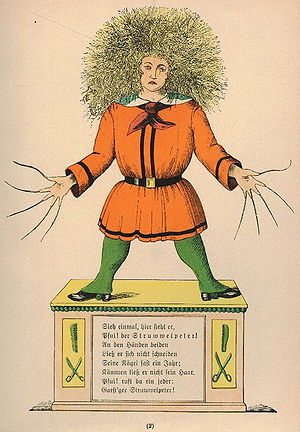 Sieh einmal, hier steht er,
Pfui! der Struwwelpeter!
An den Händen beiden
Ließ er sich nicht schneiden
Seine Nägel fast ein Jahr;
Kämmen ließ er nicht sein Haar.
Pfui! ruft da ein jeder:
Garst'ger Struwwelpeter!
(2)